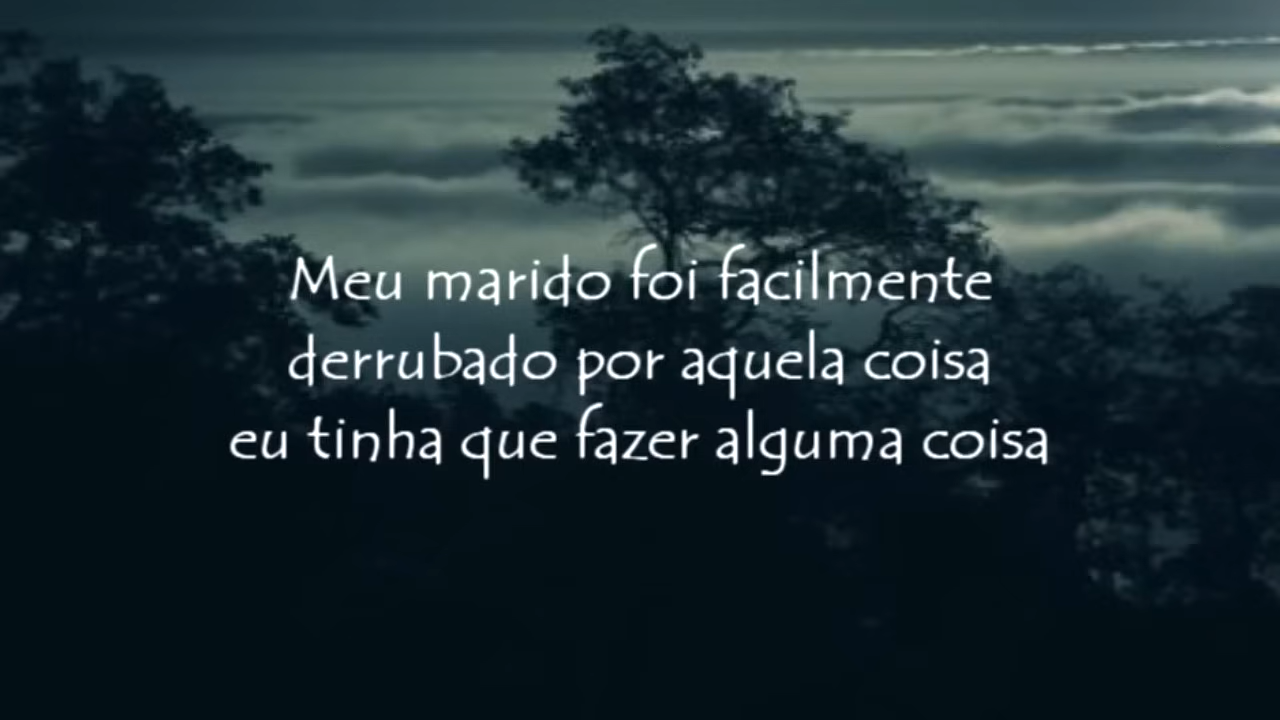 Meu marido foi facilmente
derrubado por aquela coisa
eu tinha que fazer alguma coisa